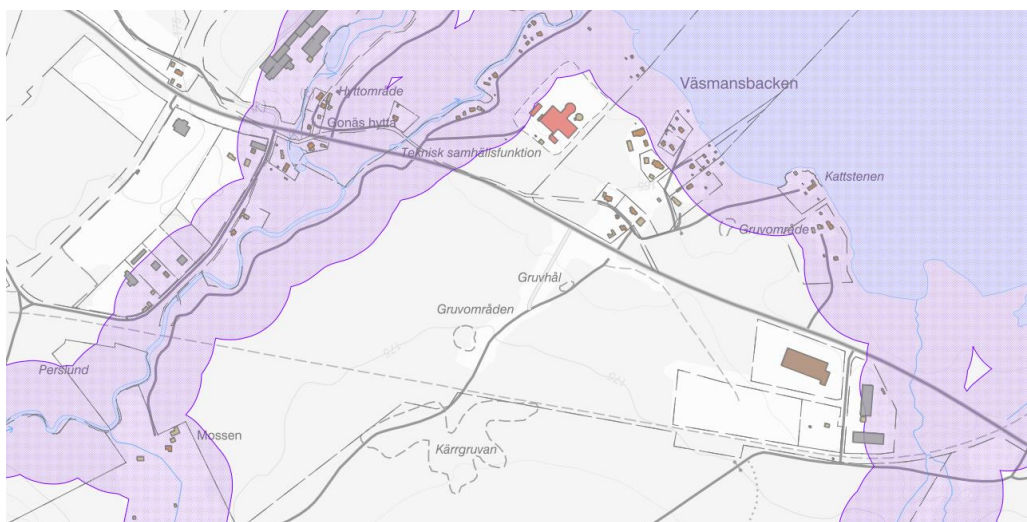 Väsmansbacken
Hyttområde
Gonäs hytta
Teknisk samhällsfunktion
Kattstenen
Gruvområde
Gruvhål
Gruvområden
Perslund
Mossen
Kärrgruvan